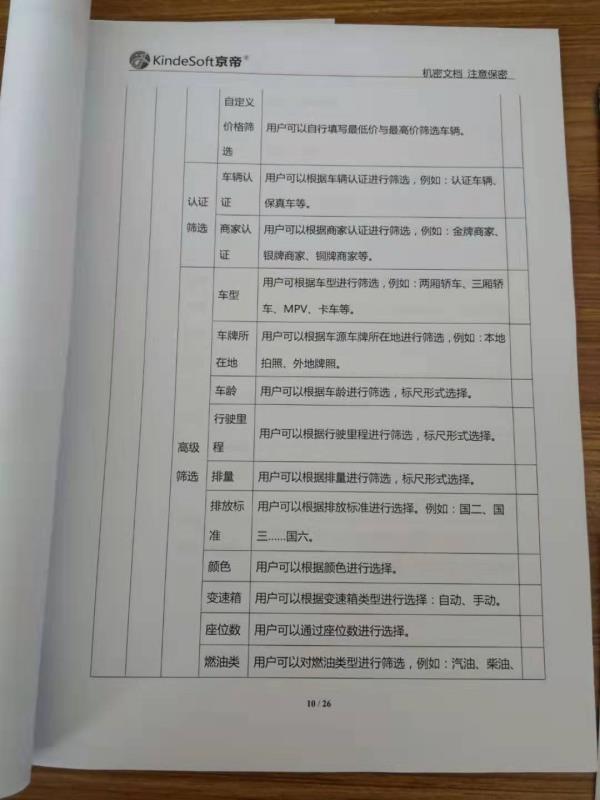 KindeSoft京帝®
机密文档 注意保密
自定义
价格筛
选
用户可以自行填写最低价与最高价筛选车辆。
认证
筛选
车辆认
证
用户可以根据车辆认证进行筛选，例如：认证车辆、
保真车等。
商家认
证
用户可以根据商家认证进行筛选，例如：金牌商家、
银牌商家、铜牌商家等。
高级
筛选
车型
用户可根据车型进行筛选，例如：两厢轿车、三厢轿
车、MPV、卡车等。
车牌所
在地
用户可以根据车源车牌所在地进行筛选，例如：本地
拍照、外地牌照。
车龄
用户可以根据车龄进行筛选，标尺形式选择。
行驶里
程
用户可以根据行驶里程进行筛选，标尺形式选择。
排量
用户可以根据排量进行筛选，标尺形式选择。
排放标
准
用户可以根据排放标准进行选择。例如：国二、国
三……国六。
颜色
用户可以根据颜色进行选择。
变速箱
用户可以根据变速箱类型进行选择：自动、手动。
座位数
用户可以通过座位数进行选择。
燃油类
用户可以对燃油类型进行筛选，例如：汽油、柴油、
10 / 26